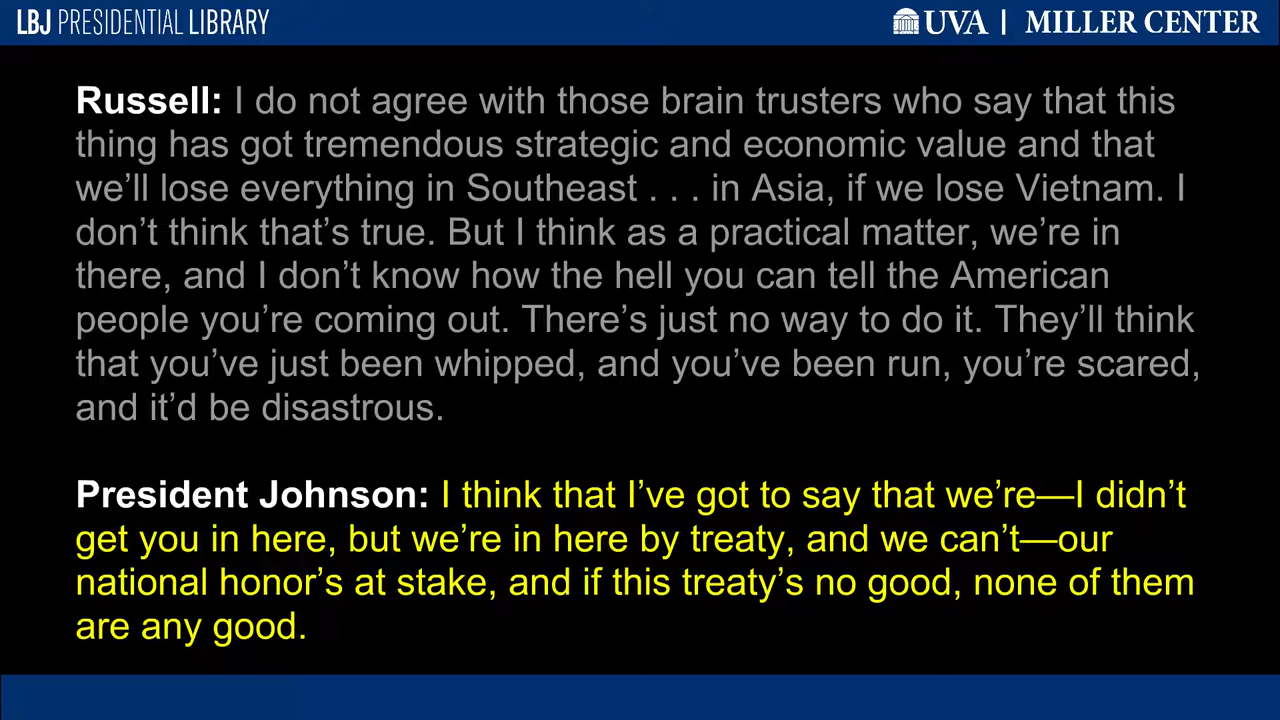 LBJ PRESIDENTIAL LIBRARY
UVA | MILLER CENTER
Russell: I do not agree with those brain trusters who say that this
thing has got tremendous strategic and economic value and that
we’ll lose everything in Southeast . . . in Asia, if we lose Vietnam. I
don’t think that’s true. But I think as a practical matter, we’re in
there, and I don’t know how the hell you can tell the American
people you’re coming out. There’s just no way to do it. They’ll think
that you’ve just been whipped, and you’ve been run, you’re scared,
and it’d be disastrous.
President Johnson: I think that I’ve got to say that we’re—I didn’t
get you in here, but we’re in here by treaty, and we can’t—our
national honor’s at stake, and if this treaty’s no good, none of them
are any good.